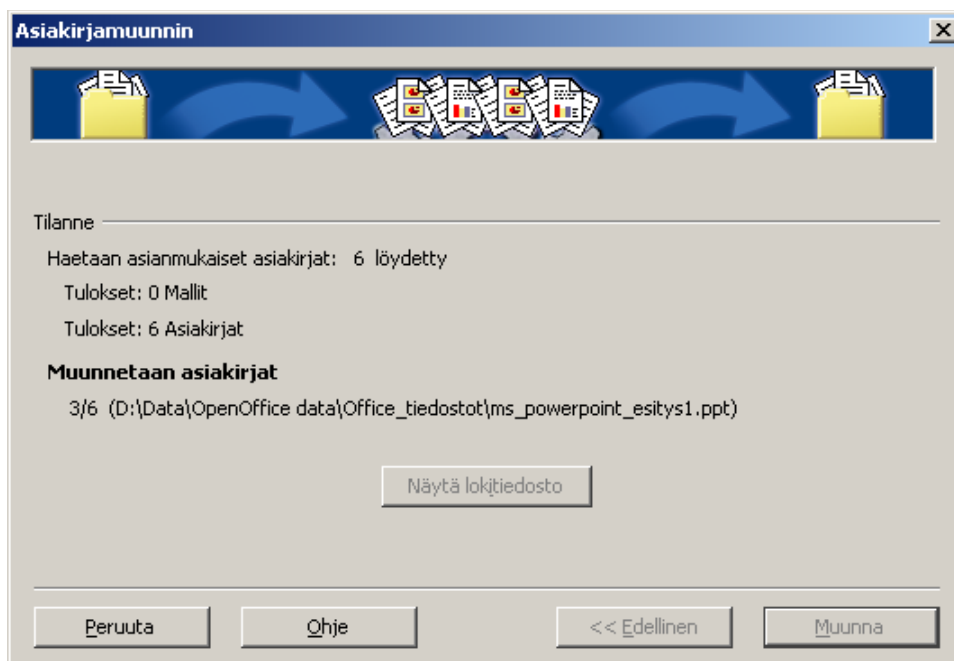 Asiakirjamuunnin
Tilanne
Haetaan asianmukaiset asiakirjat: 6 löydetty
Tulokset: 0 Mallit
Tulokset: 6 Asiakirjat
Muunnetaan asiakirjat
3/6 (D:\Data\OpenOffice data\Office_tiedostot\ms_powerpoint_esitys1.ppt)
Näytä lokitiedosto
Peruuta Ohje << Edellinen Muunna